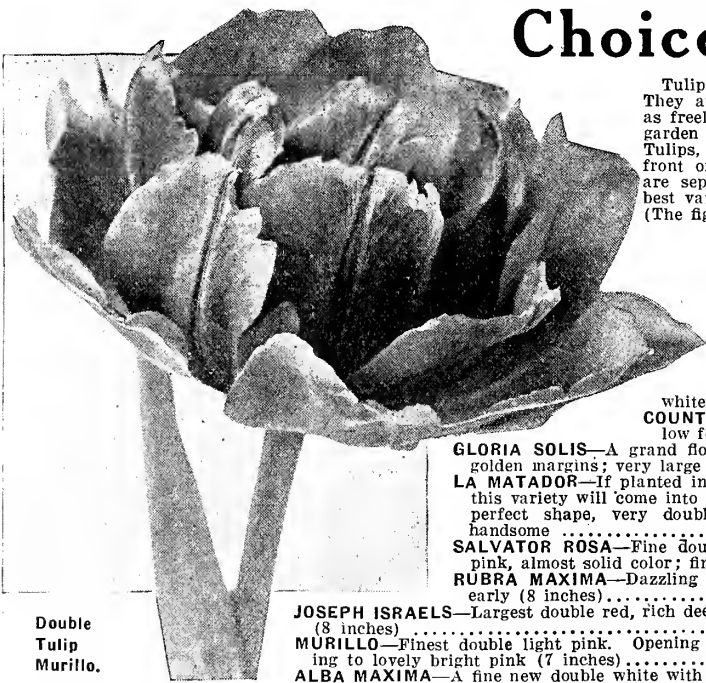 Choice
Tulip
They a
as freel
garden
Tulips,
front o
are sep
best va
(The fig
white
COUNT
low f
GLORIA SOLIS—A grand flo
golden margins; very large
LA MATADOR—If planted in
this variety will come into
perfect shape, very doubl
handsome ..................
SALVATOR ROSA—Fine dou
pink, almost solid color; fin
RUBRA MAXIMA—Dazzling
early (8 inches)............
JOSEPH ISRAELS—Largest double red, rich dee
(8 inches) ..................................
MURILLO—Finest double light pink. Opening
ing to lovely bright pink (7 inches)..........
ALBA MAXIMA—A fine new double white with
Double
Tulip
Murillo.